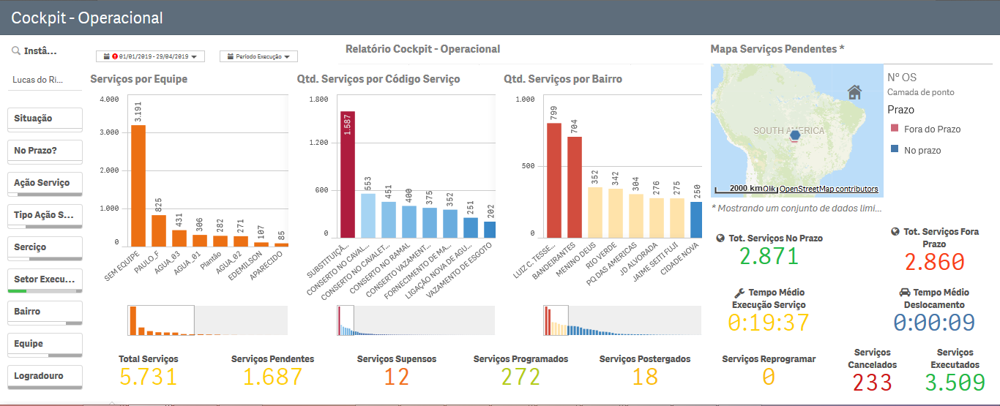 Cockpit - Operacional
Instâ...
Lucas do Ri...
Situação
No Prazo?
Ação Serviço
Tipo Ação S...
Serciço
Setor Execu...
Bairro
Equipe
Logradouro
01/01/2019 - 29/04/2019
Período Execução
Relatório Cockpit - Operacional
Serviços por Equipe
4.000
3.000
2.000
1.000
0
3.191
825
431
306
282
271
107
85
SEM EQUIPE
PAULO_F
AGUA_03
AGUA_01
Plantão
AGUA_02
EDEMILSON
APARECIDO
Qtd. Serviços por Código Serviço
1.800
1.200
600
0
1.587
553
451
400
375
352
251
202
SUBSTITUIÇÃ...
CONSERTO NO CAVAL...
CONSERTO NO CAVALET...
CONSERTO NO RAMAL
CONSERTO VAZAMENT...
FORNECIMENTO DE MA...
LIGAÇÃO NOVA DE AGU...
VAZAMENTO DE ESGOTO
Qtd. Serviços por Bairro
1.000
500
0
799
704
352
342
304
276
275
250
LUIZ C. TESSE...
BANDEIRANTES
MENINO DEUS
RIO VERDE
PQ DAS AMERICAS
JD ALVORADA
JAIME SEITI FUJI
CIDADE NOVA
Mapa Serviços Pendentes *
SOUTH AMERICA
2000 km
Qlik, OpenStreetMap contributors
Nº OS
Camada de ponto
Prazo
Fora do Prazo
No prazo
* Mostrando um conjunto de dados limi...
Tot. Serviços No Prazo
2.871
Tot. Serviços Fora
Prazo
2.860
Tempo Médio
Execução Serviço
0:19:37
Tempo Médio
Deslocamento
0:00:09
Total Serviços
5.731
Serviços Pendentes
1.687
Serviços Supensos
12
Serviços Programados
272
Serviços Postergados
18
Serviços Reprogramar
0
Serviços
Cancelados
233
Serviços
Executados
3.509